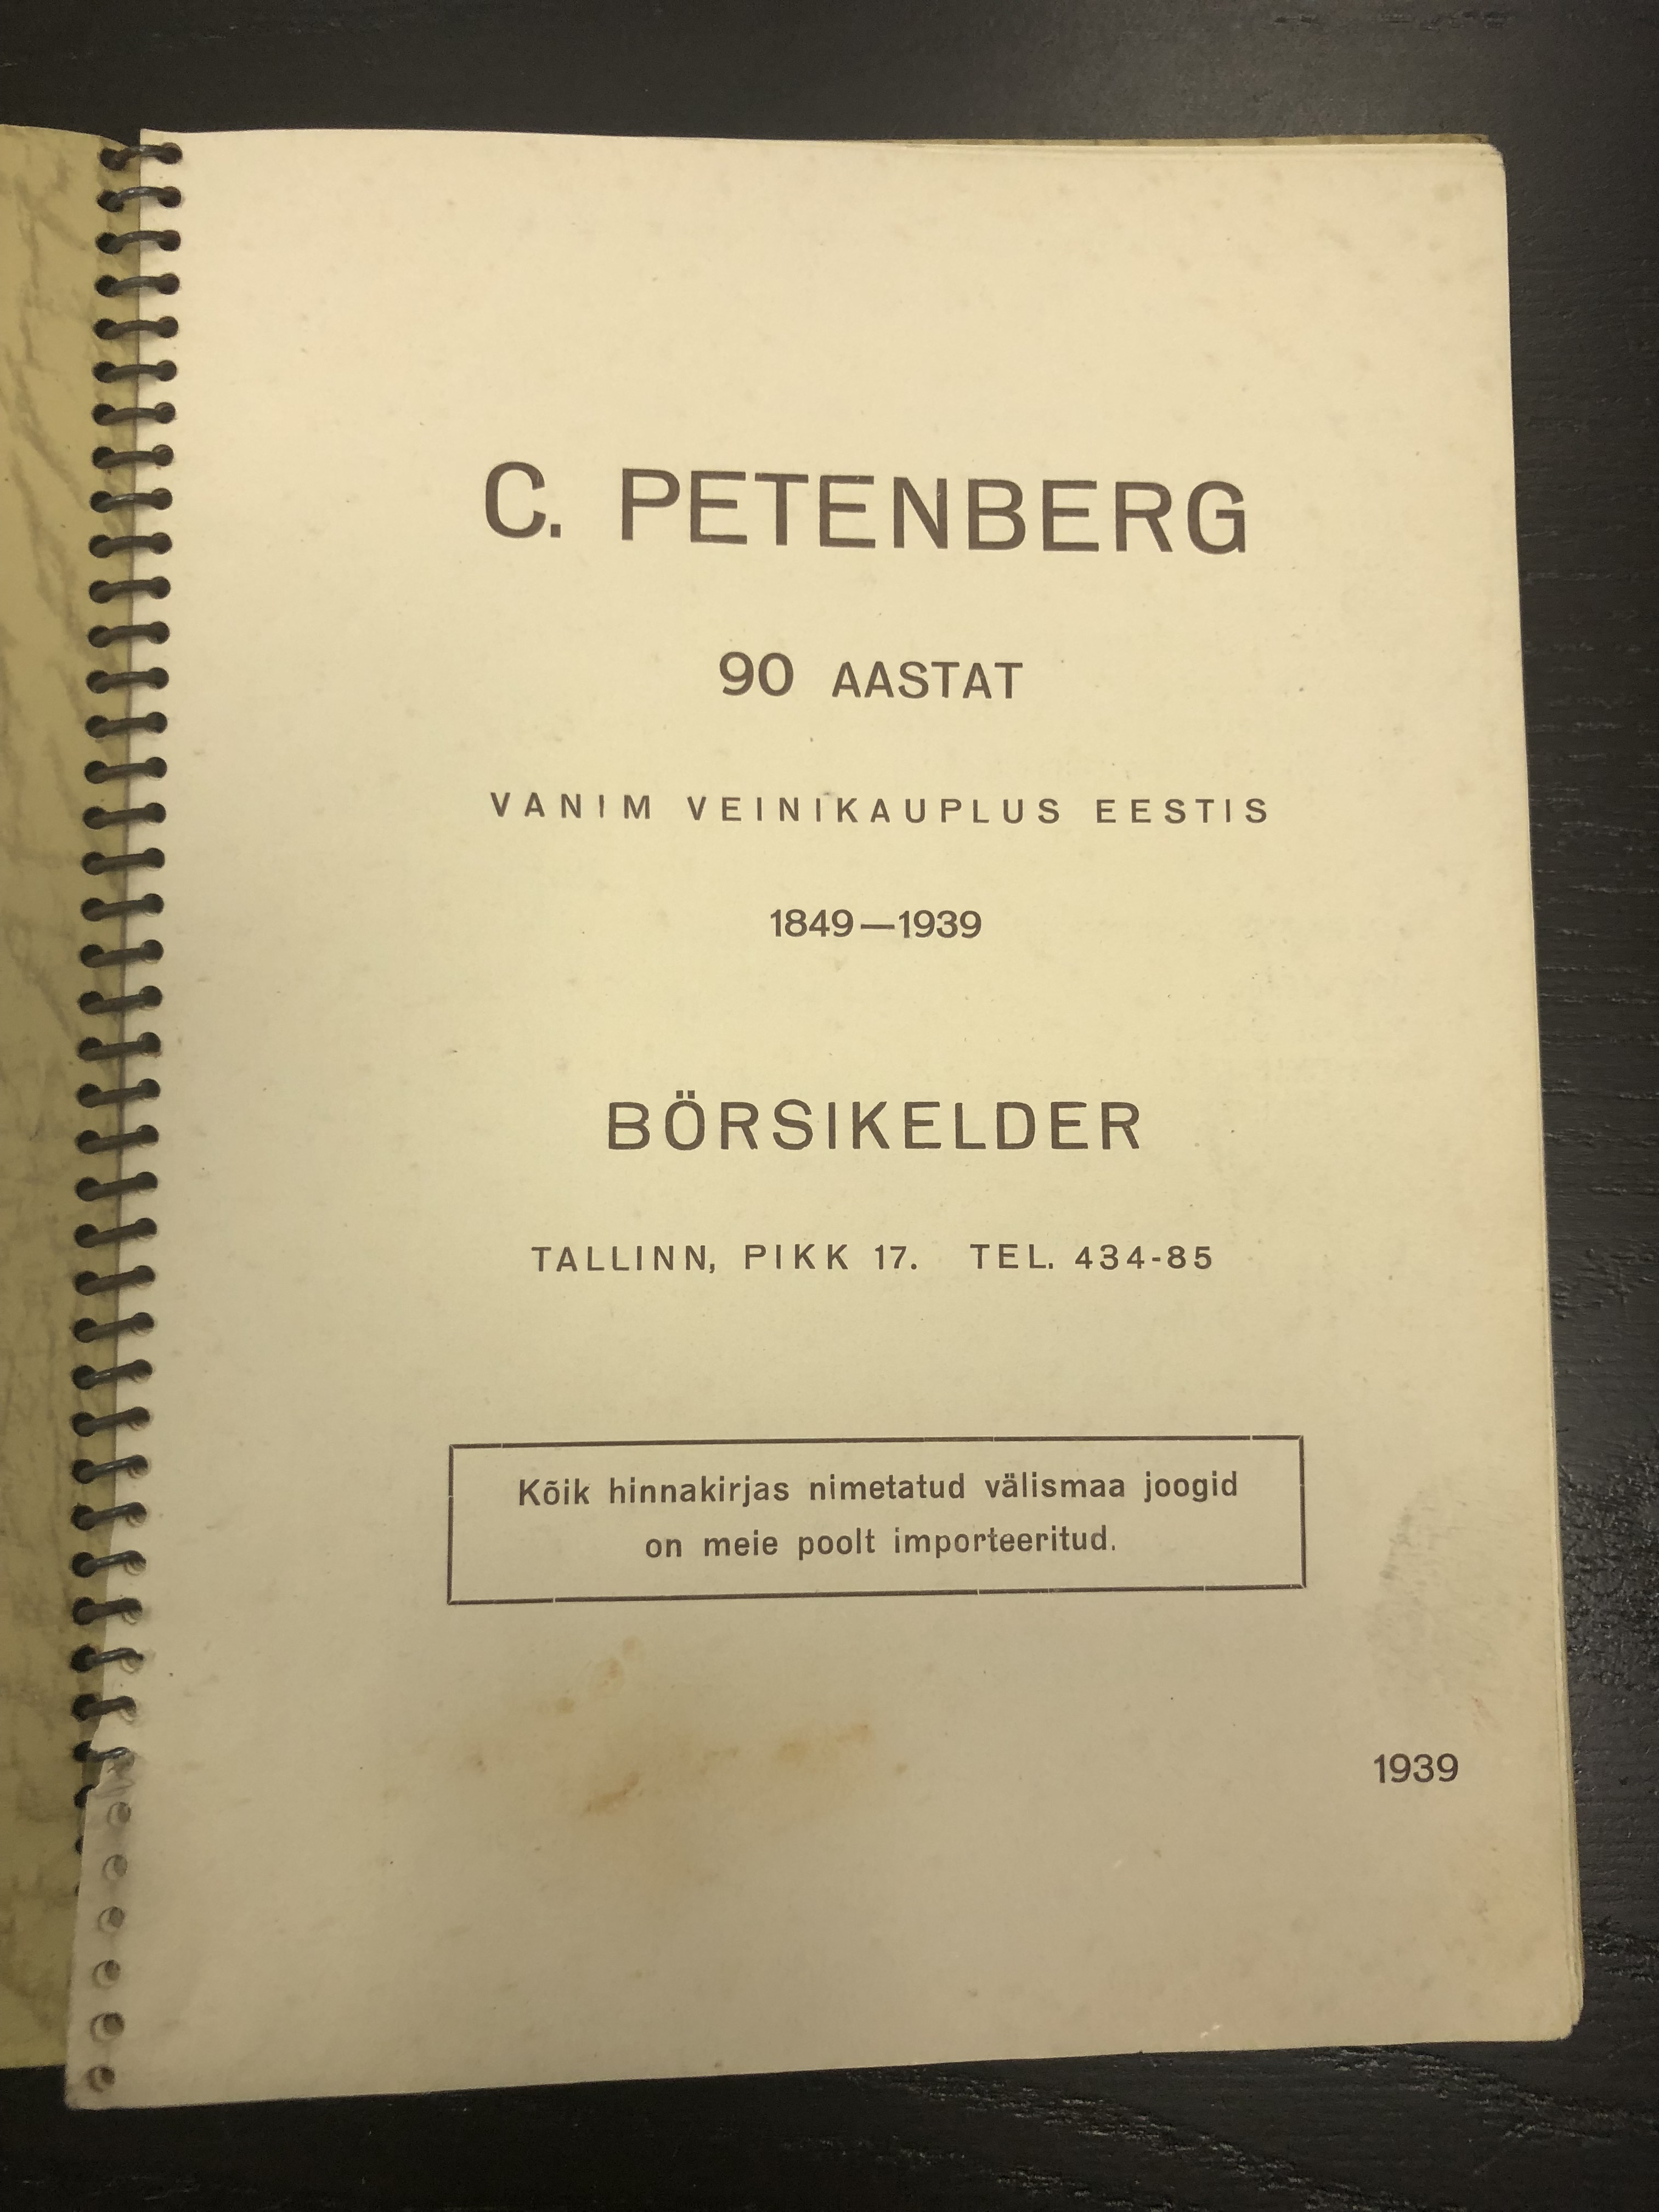 C. PETENBERG
90 AASTAT
VANIM VEINIKAUPLUS EESTIS
1849—1939
BÖRSIKELDER
TALLINN, PIKK 17. TEL. 434-85
Kõik hinnakirjas nimetatud välismaa joogid
on meie poolt importeeritud.
1939